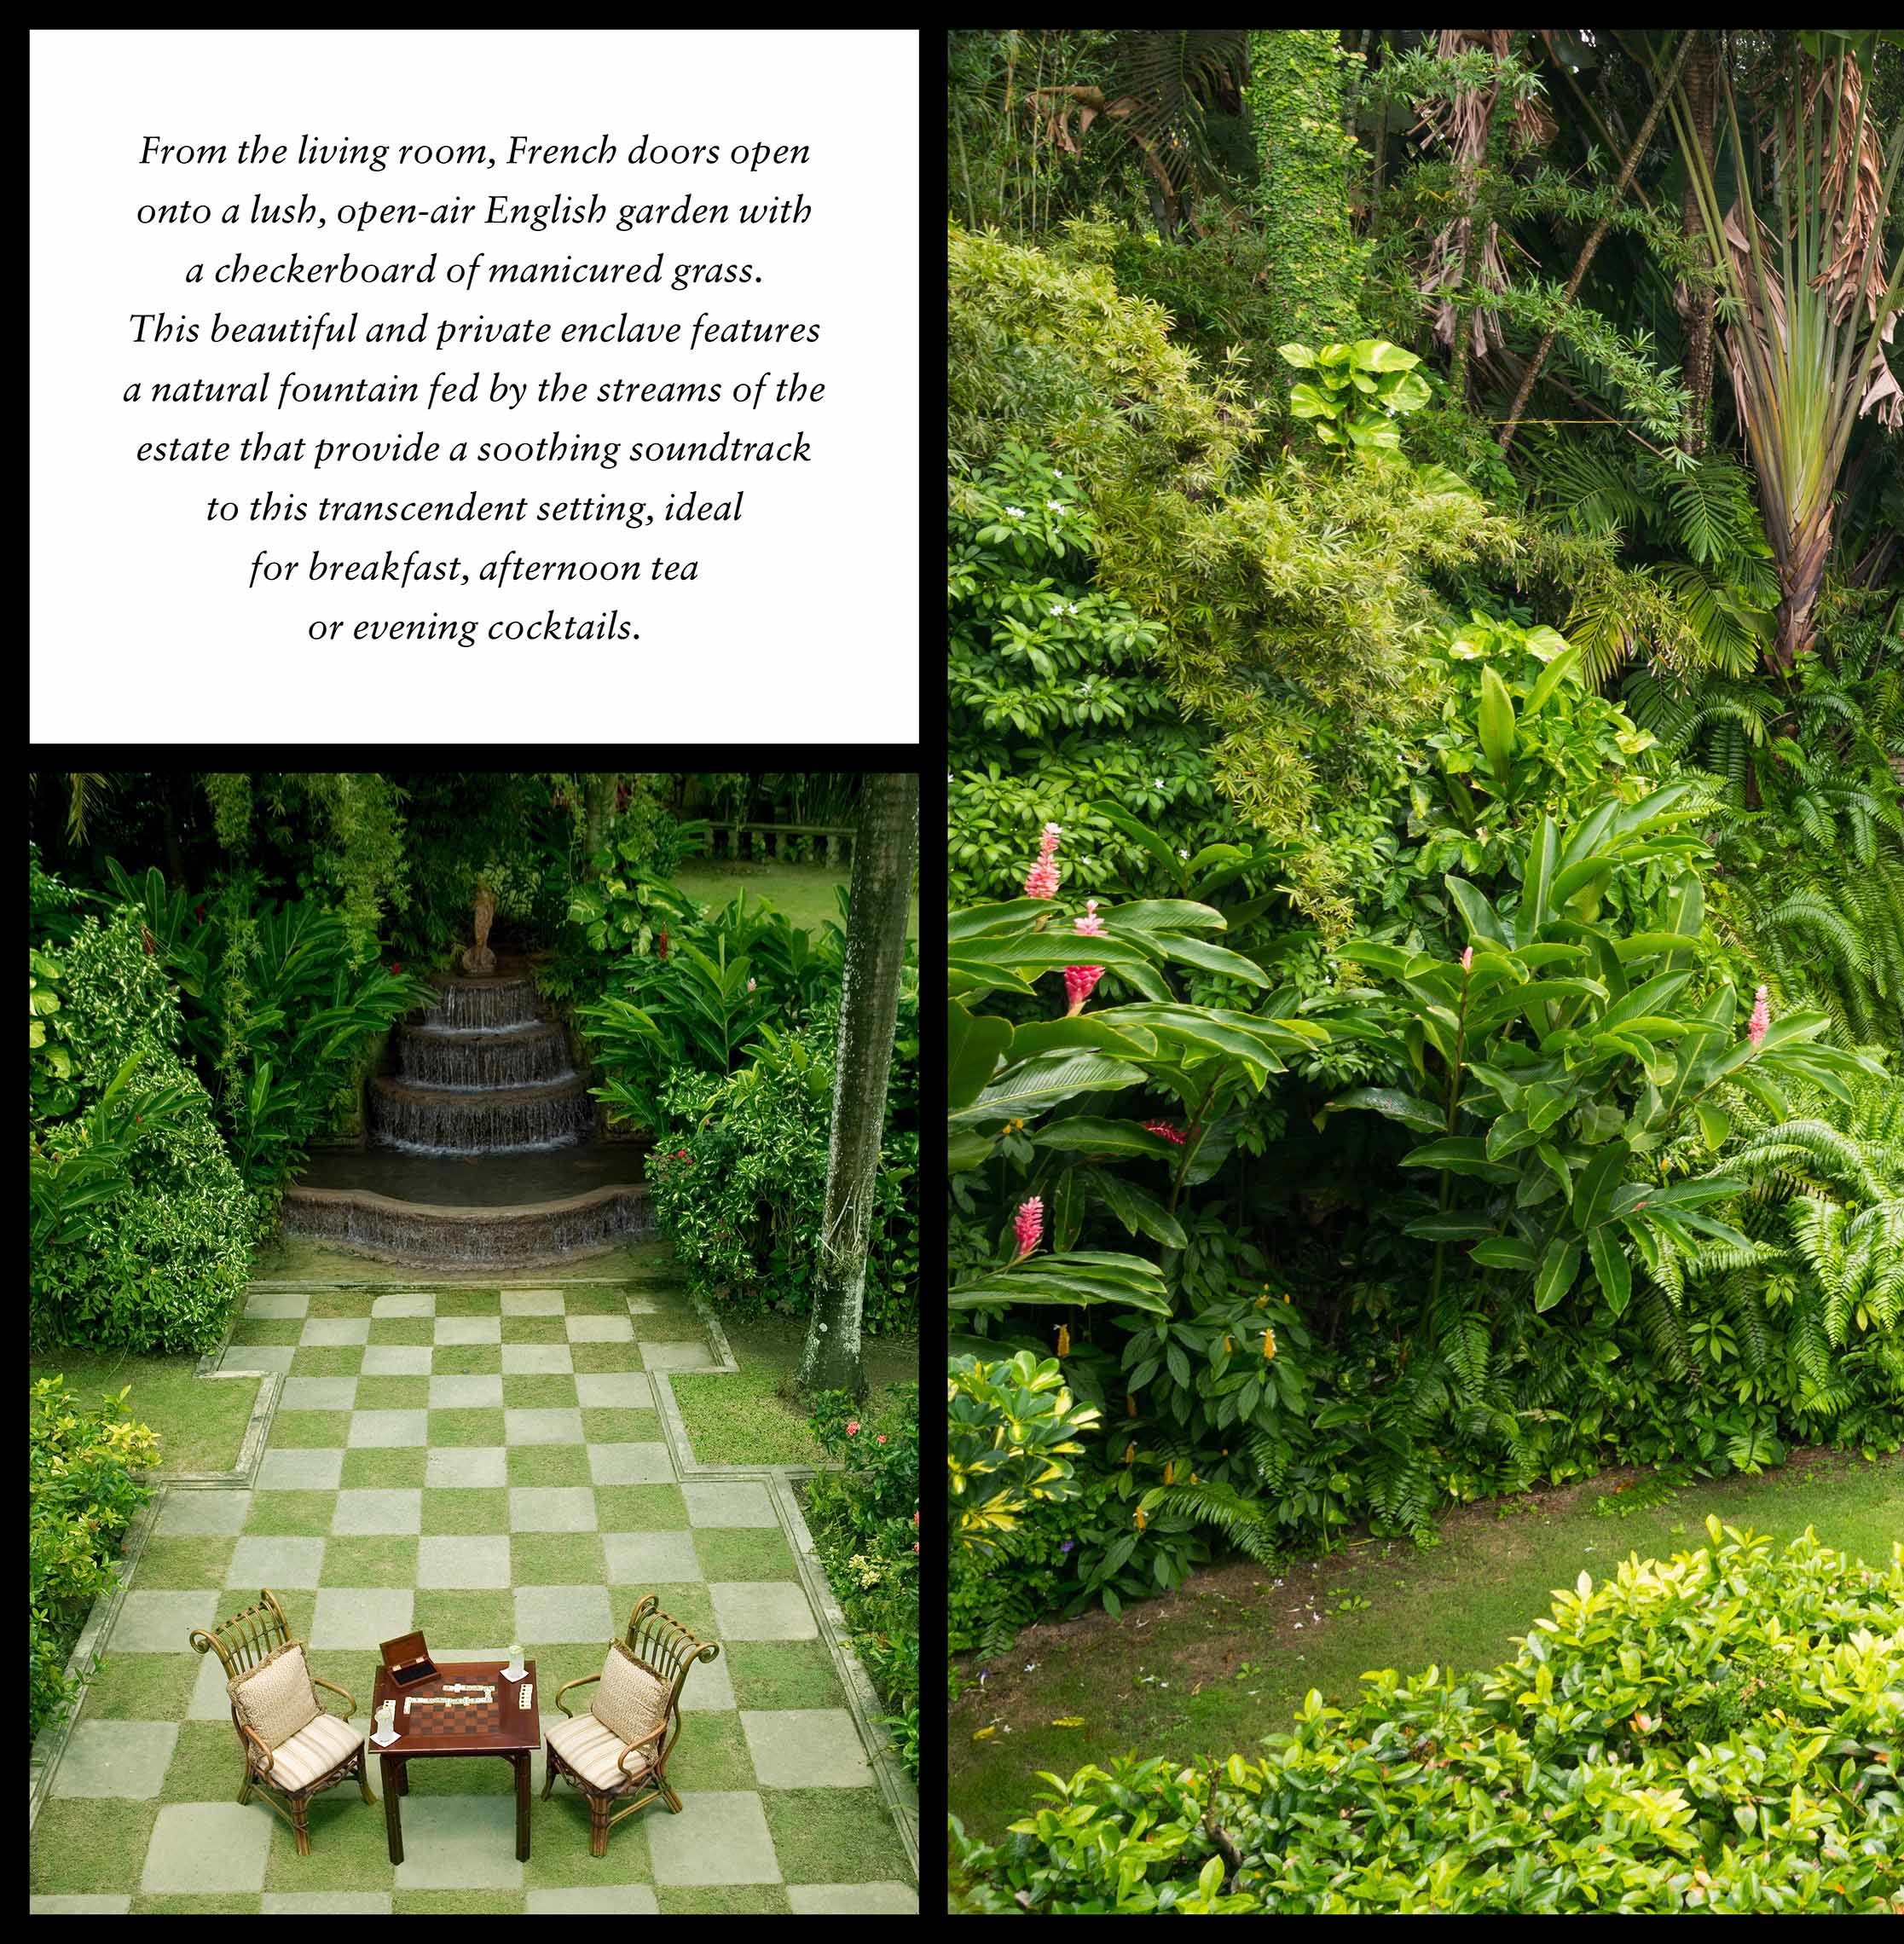 From the living room, French doors open
onto a lush, open-air English garden with
a checkerboard of manicured grass.
This beautiful and private enclave features
a natural fountain fed by the streams of the
estate that provide a soothing soundtrack
to this transcendent setting, ideal
for breakfast, afternoon tea
or evening cocktails.